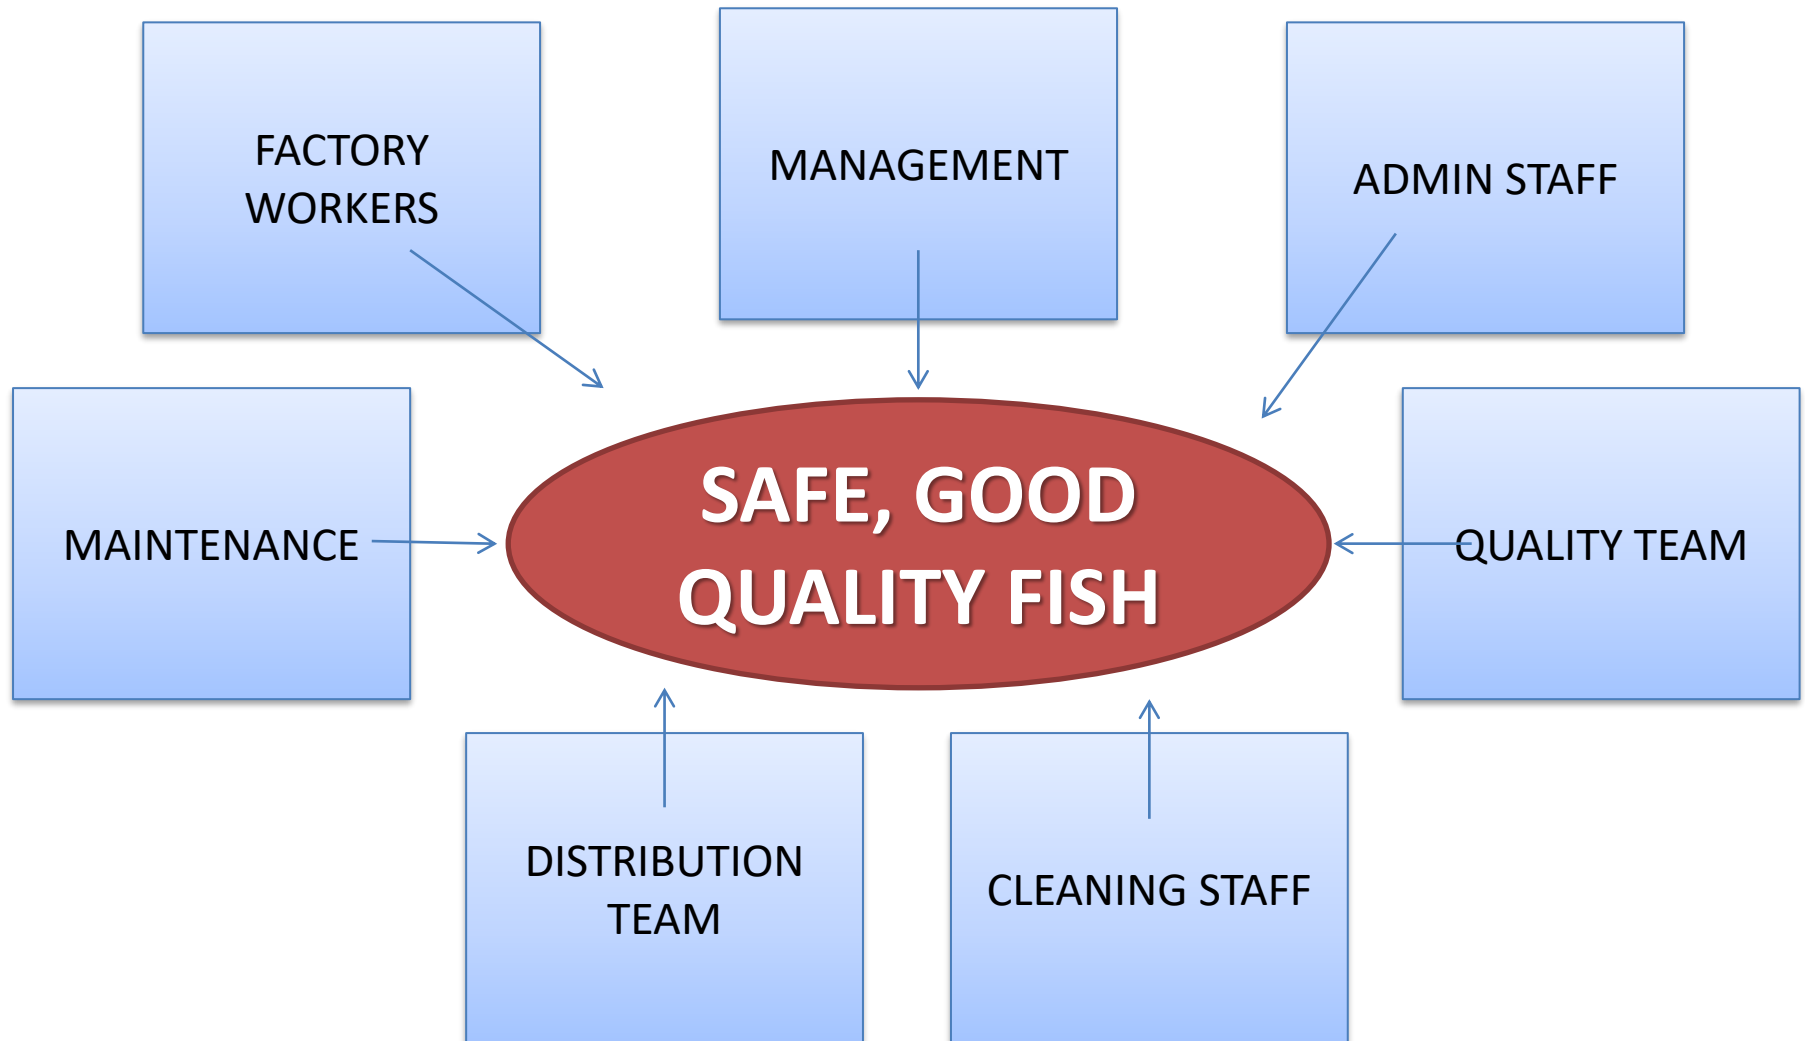 FACTORY
WORKERS
MANAGEMENT
ADMIN STAFF
MAINTENANCE
SAFE, GOOD
QUALITY FISH
QUALITY TEAM
DISTRIBUTION
TEAM
CLEANING STAFF